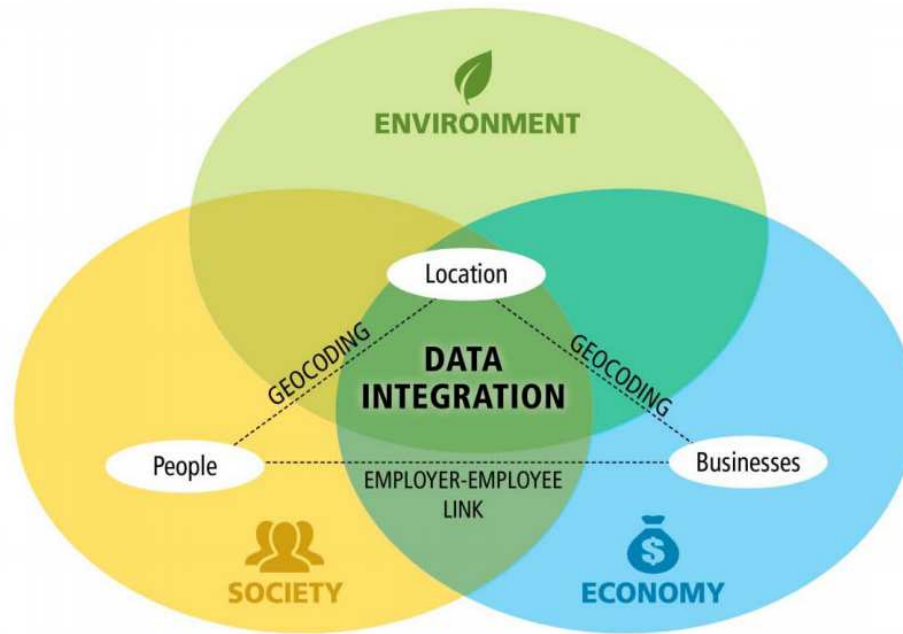 ENVIRONMENT
Location
GEOCODING
GEOCODING
DATA
INTEGRATION
People
Businesses
EMPLOYER-EMPLOYEE
LINK
$
SOCIETY
ECONOMY